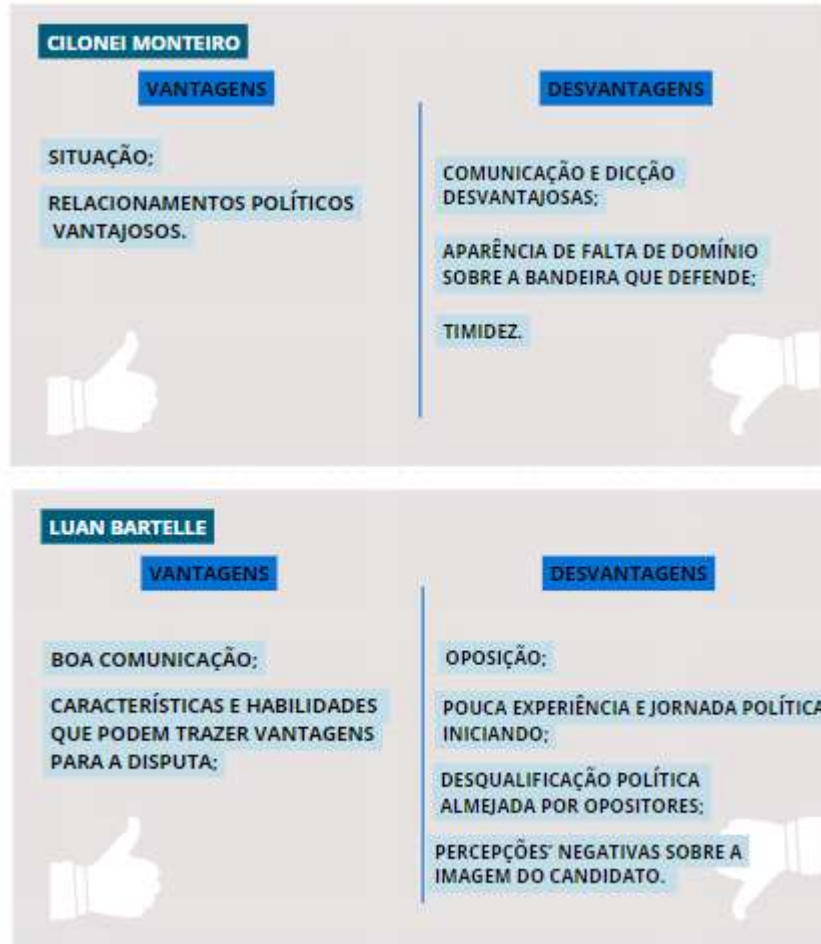 CILONEI MONTEIRO
VANTAGENS
SITUAÇÃO;
RELACIONAMENTOS POLÍTICOS
VANTAJOSOS.
DESVANTAGENS
COMUNICAÇÃO E DICÇÃO
DESVANTAJOSAS;
APARÊNCIA DE FALTA DE DOMÍNIO
SOBRE A BANDEIRA QUE DEFENDE;
TIMIDEZ.
LUAN BARTELLE
VANTAGENS
BOA COMUNICAÇÃO;
CARACTERÍSTICAS E HABILIDADES
QUE PODEM TRAZER VANTAGENS
PARA A DISPUTA;
DESVANTAGENS
OPOSIÇÃO;
POUCA EXPERIÊNCIA E JORNADA POLÍTICA
INICIANDO;
DESQUALIFICAÇÃO POLÍTICA
ALMEJADA POR OPOSITORES;
PERCEPÇÕES’ NEGATIVAS SOBRE A
IMAGEM DO CANDIDATO.